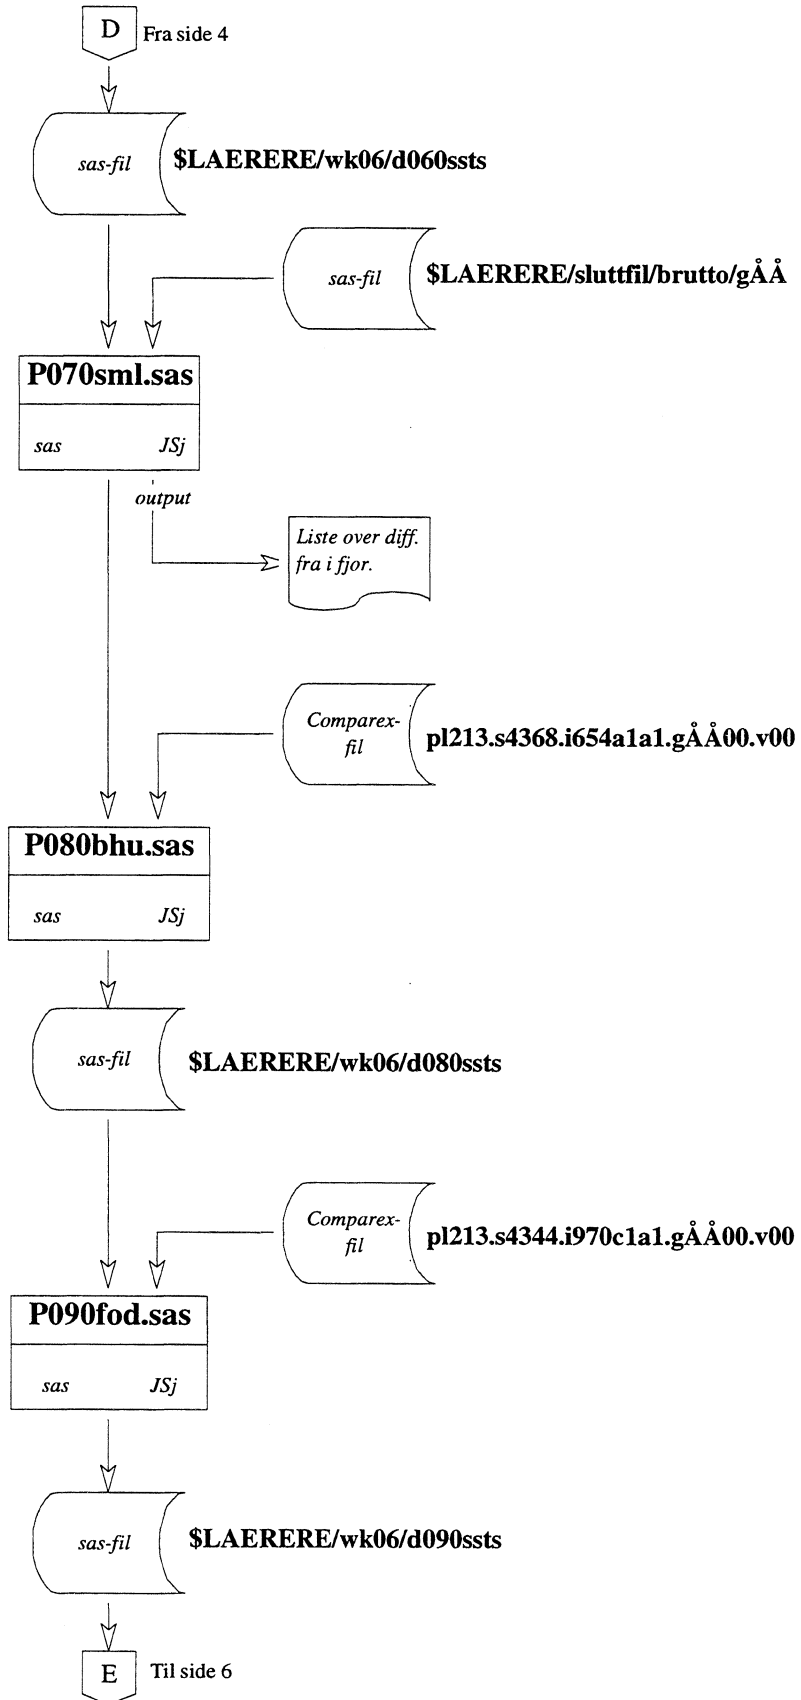 D Fra side 4
sas-fil $LAERERE/wk06/d060ssts
sas-fil $LAERERE/sluttfil/brutto/gÅÅ
P070sml.sas
sas JSj
output
Liste over diff.
fra i fjor.
Comparex-
fil pl213.s4368.i654a1a1.gÅÅ00.v00
P080bhu.sas
sas JSj
sas-fil $LAERERE/wk06/d080ssts
Comparex-
fil pl213.s4344.i970c1a1.gÅÅ00.v00
P090fod.sas
sas JSj
sas-fil $LAERERE/wk06/d090ssts
E Til side 6